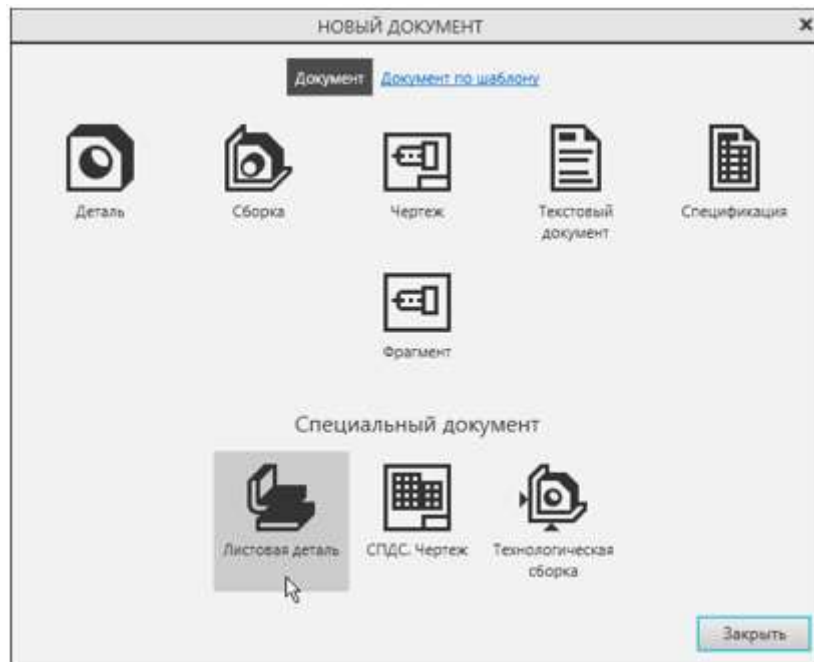 НОВЫЙ ДОКУМЕНТ
Документ Документ по шаблону
Деталь
Сборка
Чертеж
Текстовый
документ
Спецификация
Фрагмент
Специальный документ
Листовая деталь
СПДС. Чертеж
Технологическая
сборка
Закрыть